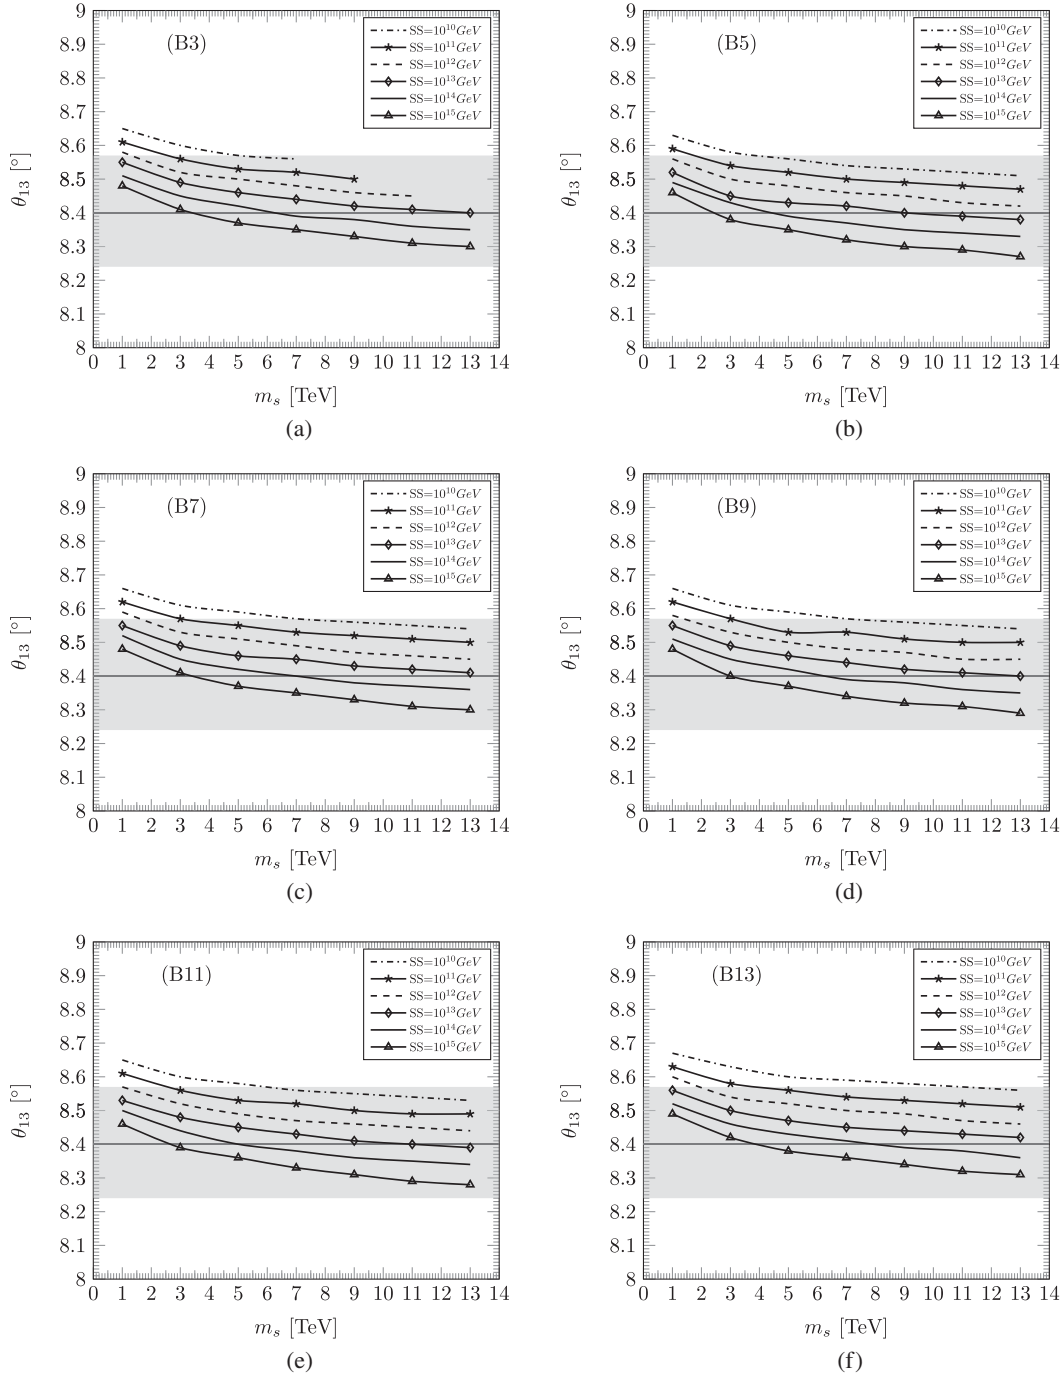 (B3)
SS=10^10 GeV
SS=10^11 GeV
SS=10^12 GeV
SS=10^13 GeV
SS=10^14 GeV
SS=10^15 GeV
9
8.9
8.8
8.7
8.6
8.5
8.4
8.3
8.2
8.1
8
θ13 [°]
0 1 2 3 4 5 6 7 8 9 10 11 12 13 14
ms [TeV]
(a)
(B5)
SS=10^10 GeV
SS=10^11 GeV
SS=10^12 GeV
SS=10^13 GeV
SS=10^14 GeV
SS=10^15 GeV
9
8.9
8.8
8.7
8.6
8.5
8.4
8.3
8.2
8.1
8
θ13 [°]
0 1 2 3 4 5 6 7 8 9 10 11 12 13 14
ms [TeV]
(b)
(B7)
SS=10^10 GeV
SS=10^11 GeV
SS=10^12 GeV
SS=10^13 GeV
SS=10^14 GeV
SS=10^15 GeV
9
8.9
8.8
8.7
8.6
8.5
8.4
8.3
8.2
8.1
8
θ13 [°]
0 1 2 3 4 5 6 7 8 9 10 11 12 13 14
ms [TeV]
(c)
(B9)
SS=10^10 GeV
SS=10^11 GeV
SS=10^12 GeV
SS=10^13 GeV
SS=10^14 GeV
SS=10^15 GeV
9
8.9
8.8
8.7
8.6
8.5
8.4
8.3
8.2
8.1
8
θ13 [°]
0 1 2 3 4 5 6 7 8 9 10 11 12 13 14
ms [TeV]
(d)
(B11)
SS=10^10 GeV
SS=10^11 GeV
SS=10^12 GeV
SS=10^13 GeV
SS=10^14 GeV
SS=10^15 GeV
9
8.9
8.8
8.7
8.6
8.5
8.4
8.3
8.2
8.1
8
θ13 [°]
0 1 2 3 4 5 6 7 8 9 10 11 12 13 14
ms [TeV]
(e)
(B13)
SS=10^10 GeV
SS=10^11 GeV
SS=10^12 GeV
SS=10^13 GeV
SS=10^14 GeV
SS=10^15 GeV
9
8.9
8.8
8.7
8.6
8.5
8.4
8.3
8.2
8.1
8
θ13 [°]
0 1 2 3 4 5 6 7 8 9 10 11 12 13 14
ms [TeV]
(f)